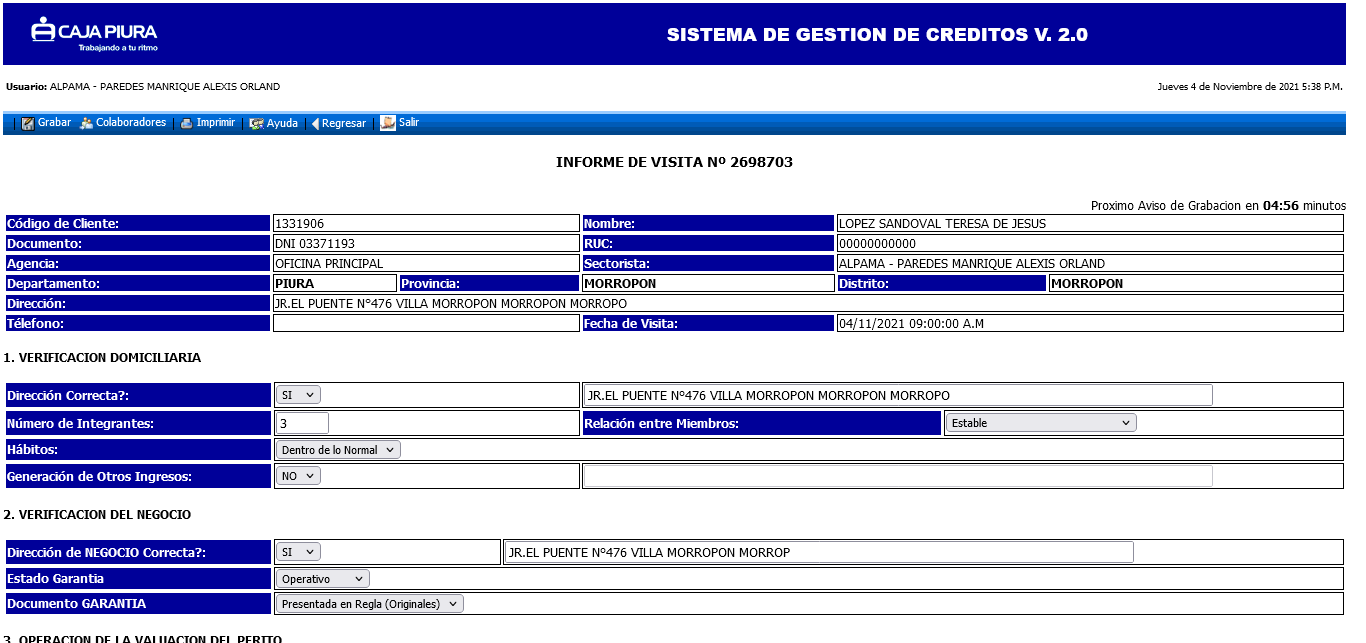 CAJA PIURA
Trabajando a tu ritmo
SISTEMA DE GESTION DE CREDITOS V. 2.0
Usuario: ALPAMA - PAREDES MANRIQUE ALEXIS ORLAND
Jueves 4 de Noviembre de 2021 5:38 P.M.
Grabar Colaboradores Imprimir Ayuda Regresar Salir
INFORME DE VISITA Nº 2698703
Proximo Aviso de Grabacion en 04:56 minutos
Código de Cliente: 1331906 Nombre: LOPEZ SANDOVAL TERESA DE JESUS
Documento: DNI 03371193 RUC: 00000000000
Agencia: OFICINA PRINCIPAL Sectorista: ALPAMA - PAREDES MANRIQUE ALEXIS ORLAND
Departamento: PIURA Provincia: MORROPON Distrito: MORROPON
Dirección: JR.EL PUENTE Nº476 VILLA MORROPON MORROPON MORROPO
Télefono: Fecha de Visita: 04/11/2021 09:00:00 A.M
1. VERIFICACION DOMICILIARIA
Dirección Correcta?: SI JR.EL PUENTE Nº476 VILLA MORROPON MORROPON MORROPO
Número de Integrantes: 3 Relación entre Miembros: Estable
Hábitos: Dentro de lo Normal
Generación de Otros Ingresos: NO
2. VERIFICACION DEL NEGOCIO
Dirección de NEGOCIO Correcta?: SI JR.EL PUENTE Nº476 VILLA MORROPON MORROP
Estado Garantia Operativo
Documento GARANTIA Presentada en Regla (Originales)
3. OPERACION DE LA VALUACION DEL PERITO